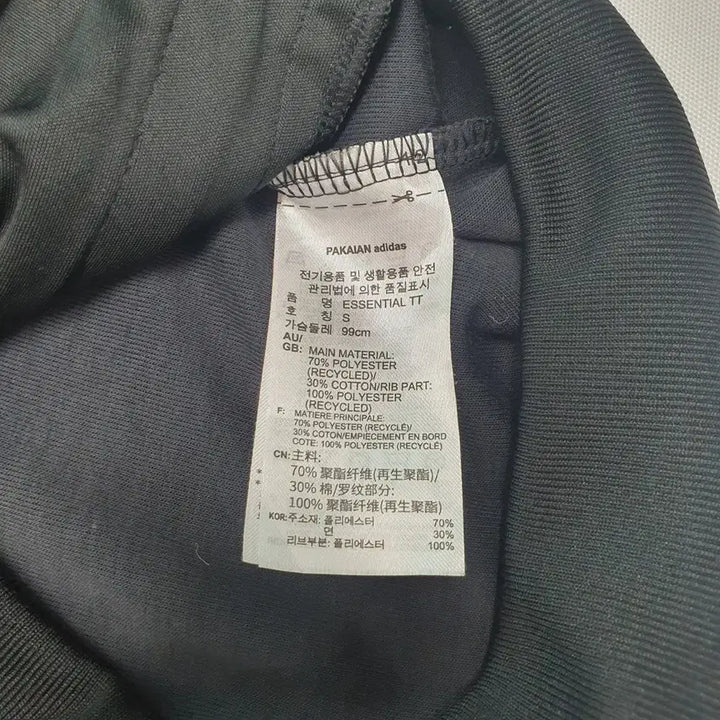 PAKAIAN adidas
전기용품 및 생활용품 안전
관리법에 의한 품질표시
품 명 ESSENTIAL TT
호 칭 S
가슴둘레 99cm
AU/
GB: MAIN MATERIAL:
70% POLYESTER
(RECYCLED)/
30% COTTON/RIB PART:
100% POLYESTER
(RECYCLED)
F: MATIERE PRINCIPALE:
70% POLYESTER (RECYCLÉ)/
30% COTON/EMPIECEMENT EN BORD
COTE: 100% POLYESTER (RECYCLÉ)
CN:主料:
70% 聚酯纤维(再生聚酯)/
30% 棉/罗纹部分:
100% 聚酯纤维(再生聚酯)
KOR:주소재: 폴리에스터 70%
면 30%
리브부분: 폴리에스터 100%